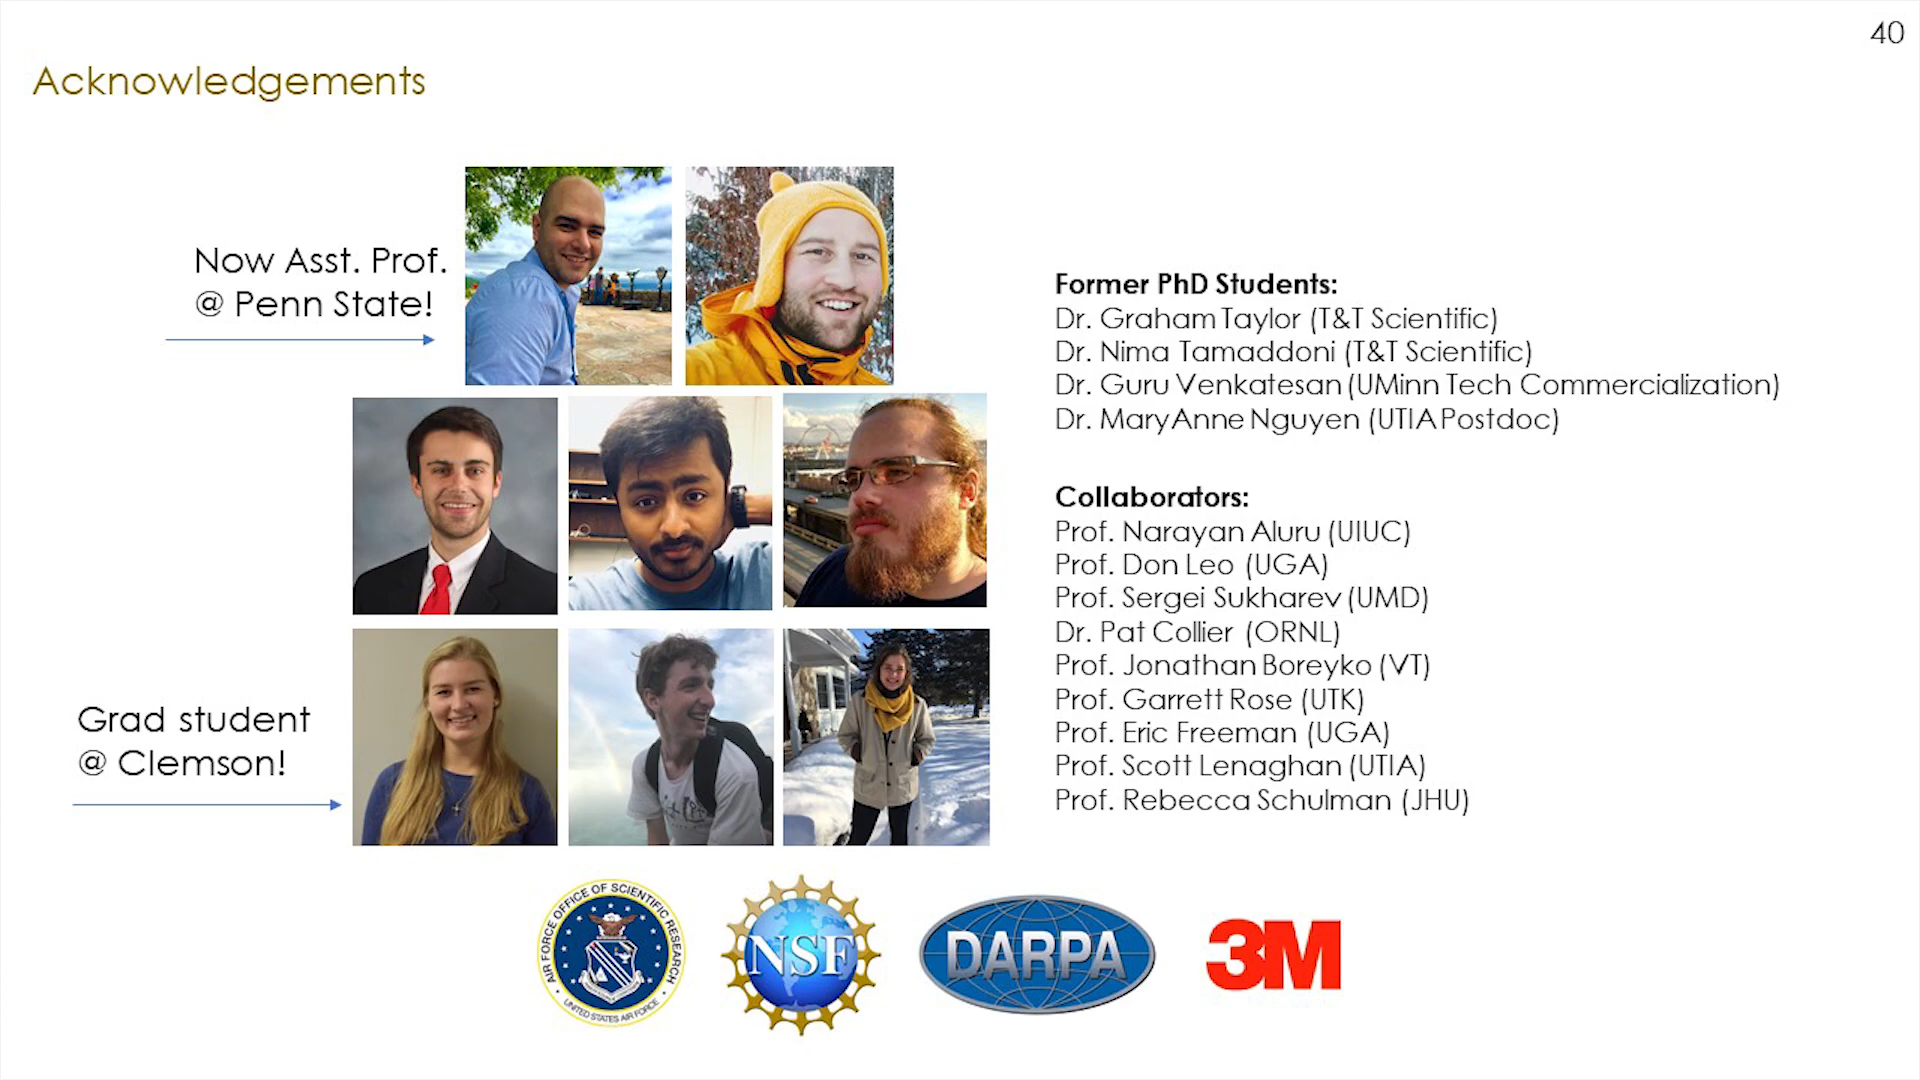 40
Acknowledgements
Now Asst. Prof.
@ Penn State!
Grad student
@ Clemson!
Former PhD Students:
Dr. Graham Taylor (T&T Scientific)
Dr. Nima Tamaddoni (T&T Scientific)
Dr. Guru Venkatesan (UMinn Tech Commercialization)
Dr. MaryAnne Nguyen (UTIA Postdoc)
Collaborators:
Prof. Narayan Aluru (UIUC)
Prof. Don Leo (UGA)
Prof. Sergei Sukharev (UMD)
Dr. Pat Collier (ORNL)
Prof. Jonathan Boreyko (VT)
Prof. Garrett Rose (UTK)
Prof. Eric Freeman (UGA)
Prof. Scott Lenaghan (UTIA)
Prof. Rebecca Schulman (JHU)
AIR FORCE OFFICE OF SCIENTIFIC RESEARCH
UNITED STATES AIR FORCE
NSF
DARPA
3M